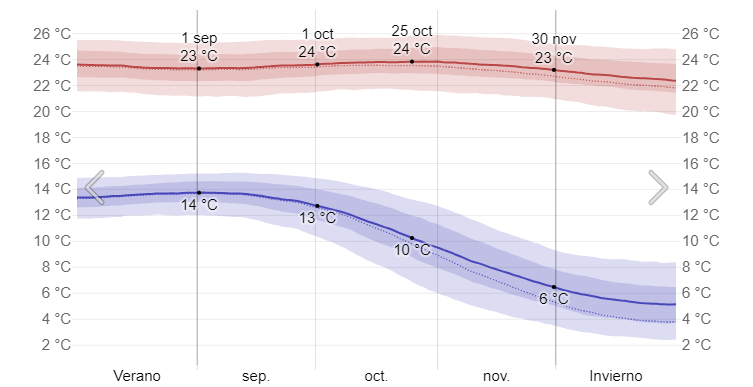 1 sep
23 °C
1 oct
24 °C
25 oct
24 °C
30 nov
23 °C
26 °C
26 °C
24 °C
24 °C
22 °C
22 °C
20 °C
20 °C
18 °C
18 °C
16 °C
16 °C
14 °C
14 °C
12 °C
12 °C
10 °C
10 °C
8 °C
8 °C
6 °C
6 °C
4 °C
4 °C
2 °C
2 °C
14 °C
13 °C
10 °C
6 °C
Verano
sep.
oct.
nov.
Invierno